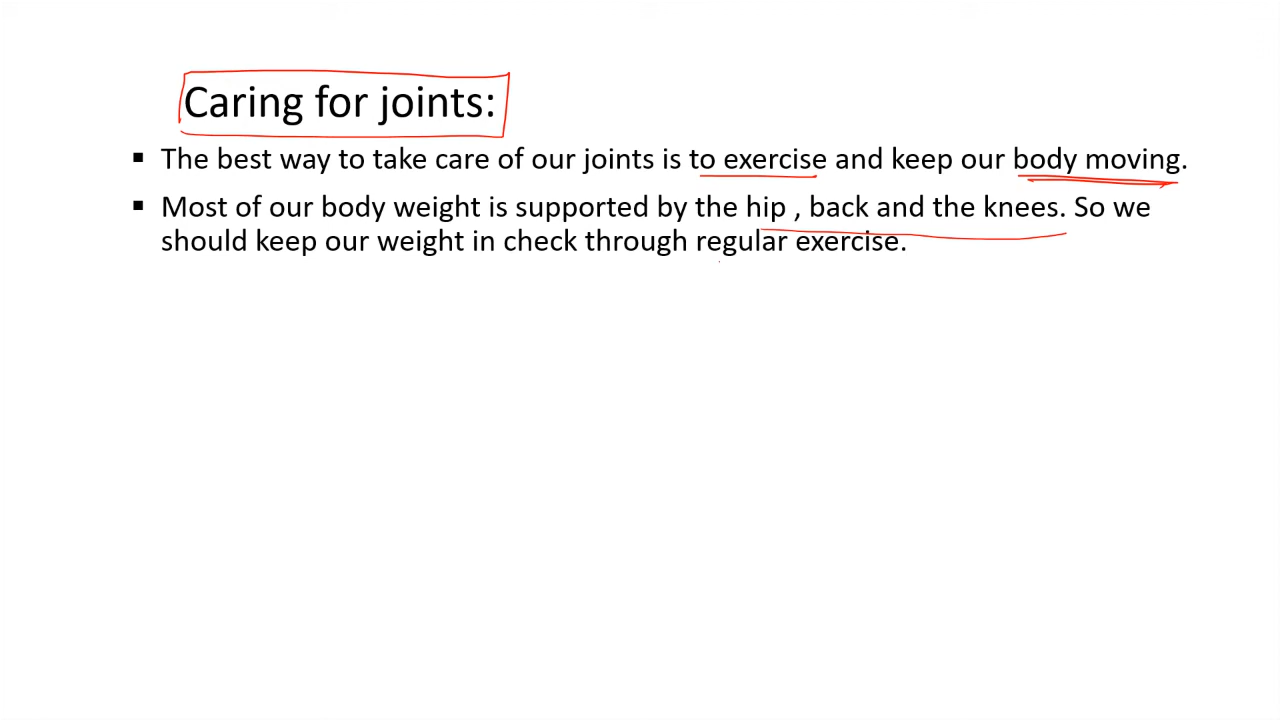 Caring for joints:
▪ The best way to take care of our joints is to exercise and keep our body moving.
▪ Most of our body weight is supported by the hip , back and the knees. So we
should keep our weight in check through regular exercise.